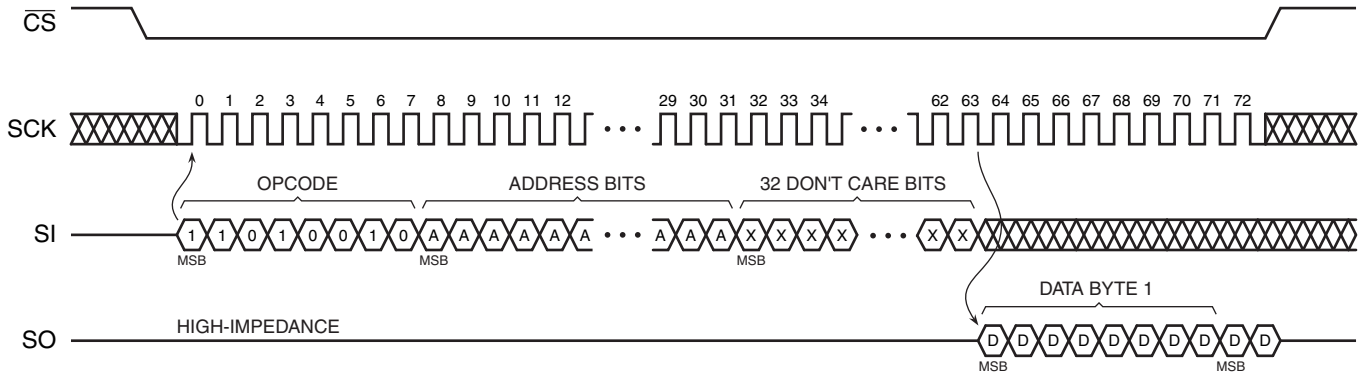 CS
0 1 2 3 4 5 6 7 8 9 10 11 12 29 30 31 32 33 34 62 63 64 65 66 67 68 69 70 71 72
SCK
OPCODE ADDRESS BITS 32 DON'T CARE BITS
SI 1 1 0 1 0 0 1 0 A A A A A A A A A X X X X X X
MSB MSB MSB
DATA BYTE 1
HIGH-IMPEDANCE
SO D D D D D D D D D D
MSB MSB